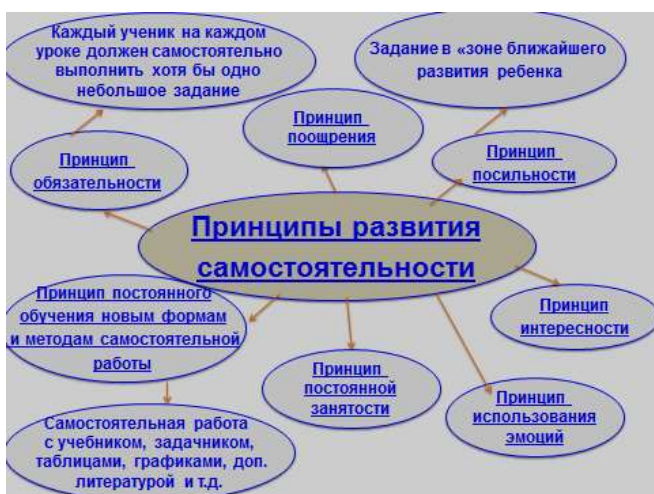 Каждый ученик на каждом
уроке должен самостоятельно
выполнить хотя бы одно
небольшое задание
Задание в «зоне ближайшего
развития ребенка
Принцип
поощрения
Принцип
обязательности
Принцип
посильности
Принципы развития
самостоятельности
Принцип постоянного
обучения новым формам
и методам самостоятельной
работы
Принцип
интересности
Принцип
постоянной
занятости
Принцип
использования
эмоций
Самостоятельная работа
с учебником, задачником,
таблицами, графиками, доп.
литературой и т.д.